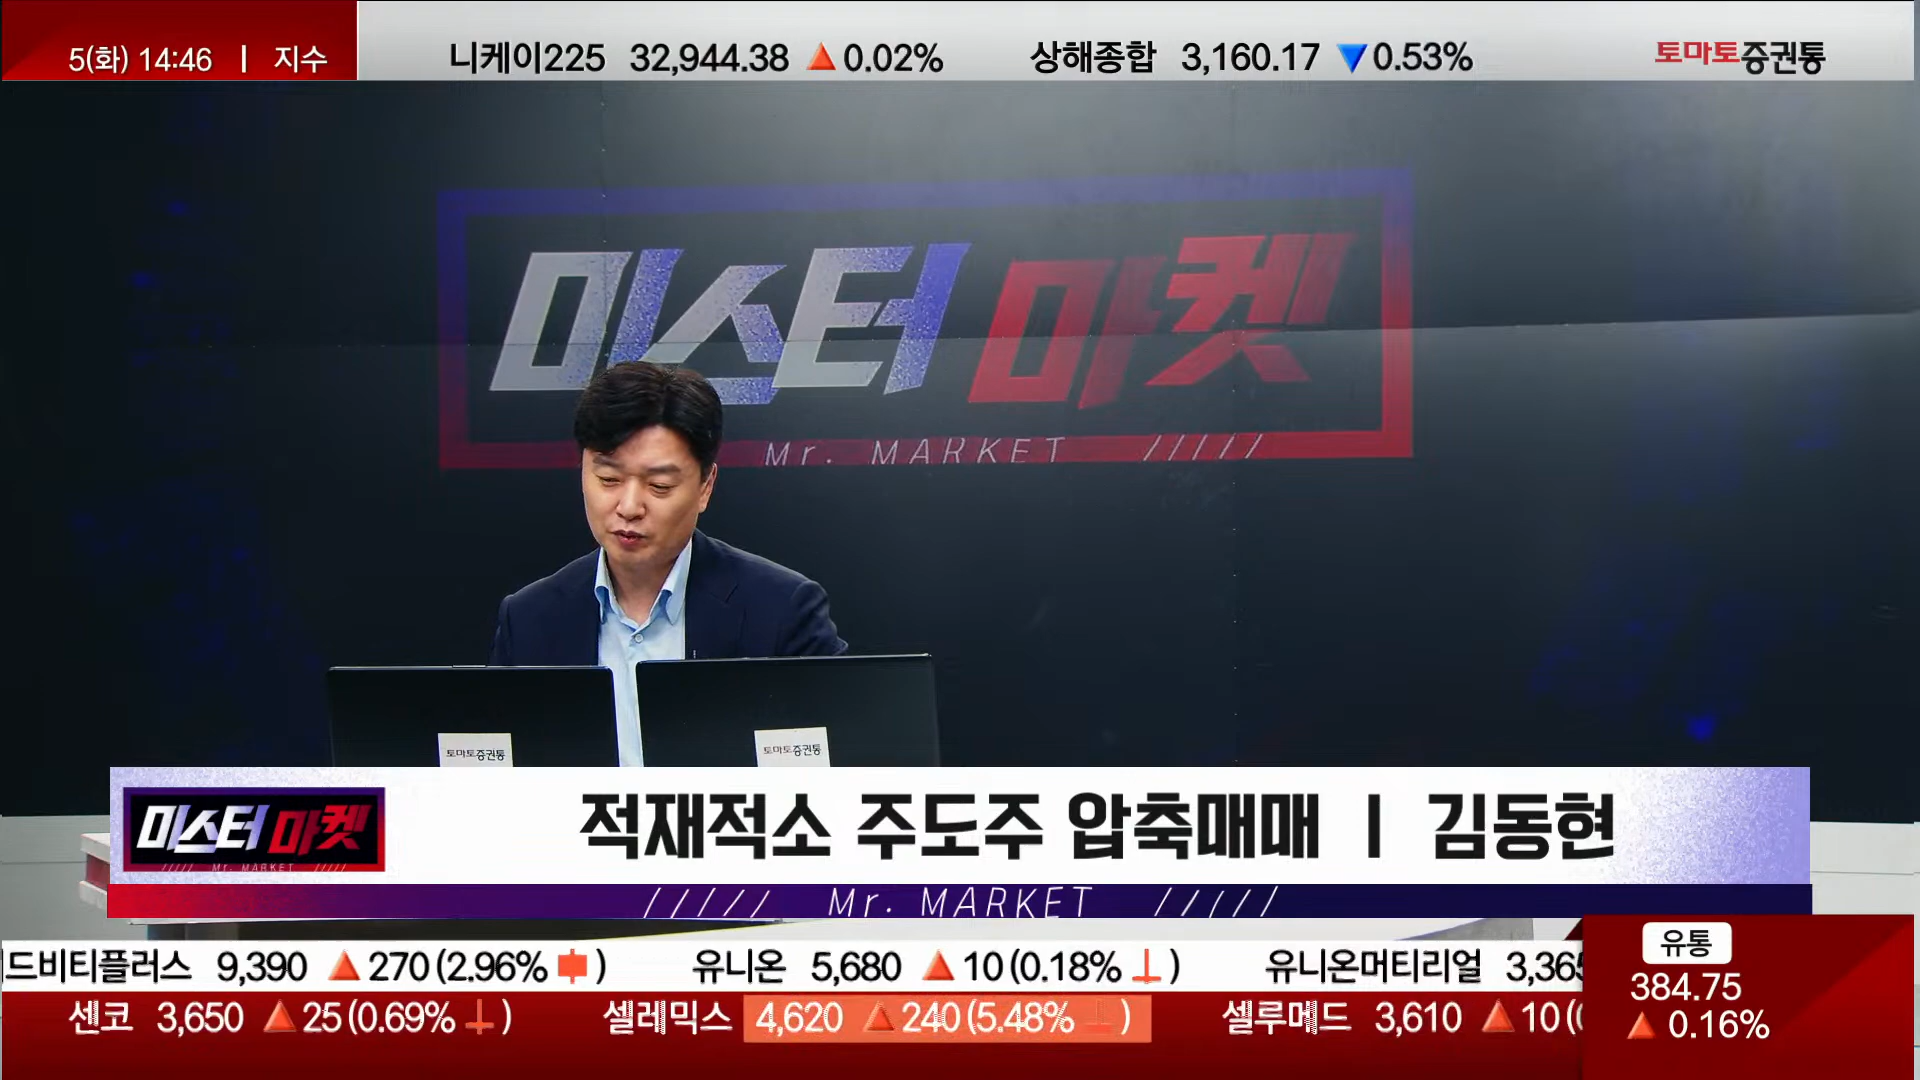 5(화) 14:46 | 지수
니케이225 32,944.38 ▲0.02% 상해종합 3,160.17 ▼0.53%
토마토증권통
미스터 마켓
Mr. MARKET /////
토마토증권통
토마토증권통
미스터 마켓
///// Mr. MARKET /////
적재적소 주도주 압축매매 | 김동현
///// Mr. MARKET /////
드비티플러스 9,390 ▲270(2.96% ) 유니온 5,680 ▲10(0.18% ) 유니온머티리얼 3,365
센코 3,650 ▲25(0.69% ) 셀레믹스 4,620 ▲240(5.48% ) 셀루메드 3,610 ▲10(
유통
384.75
▲ 0.16%